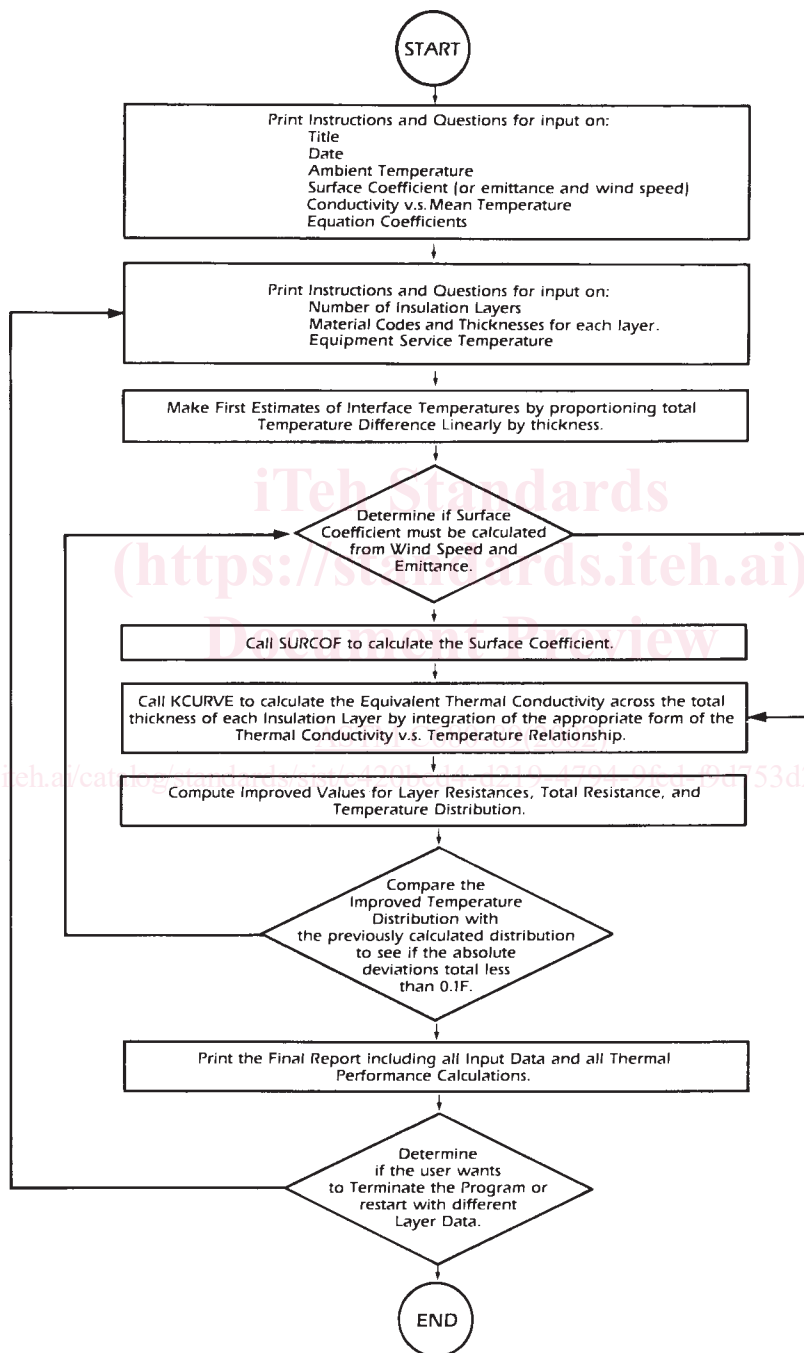 START
Print Instructions and Questions for input on:
Title
Date
Ambient Temperature
Surface Coefficient (or emittance and wind speed)
Conductivity v.s. Mean Temperature
Equation Coefficients
Print Instructions and Questions for input on:
Number of Insulation Layers
Material Codes and Thicknesses for each layer.
Equipment Service Temperature
Make First Estimates of Interface Temperatures by proportioning total
Temperature Difference Linearly by thickness.
iTeh Standards
Determine if Surface
Coefficient must be calculated
from Wind Speed and
Emittance.
(https://standards.iteh.ai)
Document Preview
Call SURCOF to calculate the Surface Coefficient.
Call KCURVE to calculate the Equivalent Thermal Conductivity across the total
thickness of each Insulation Layer by integration of the appropriate form of the
Thermal Conductivity v.s. Temperature Relationship.
Compute Improved Values for Layer Resistances, Total Resistance, and
Temperature Distribution.
Compare the
Improved Temperature
Distribution with
the previously calculated distribution
to see if the absolute
deviations total less
than 0.1F.
Print the Final Report including all Input Data and all Thermal
Performance Calculations.
Determine
if the user wants
to Terminate the Program or
restart with different
Layer Data.
END